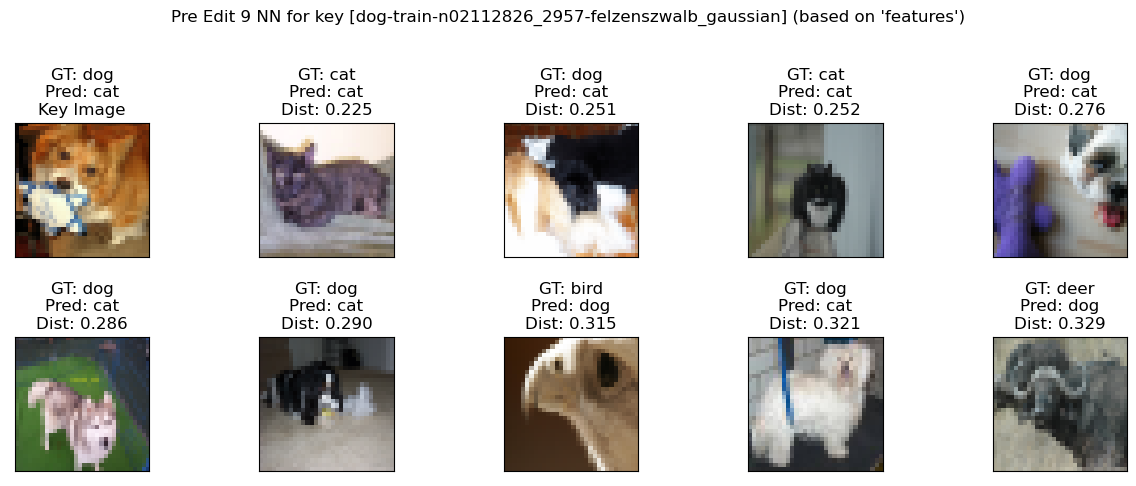 Pre Edit 9 NN for key [dog-train-n02112826_2957-felzenszwalb_gaussian] (based on 'features')
GT: dog
Pred: cat
Key Image
GT: cat
Pred: cat
Dist: 0.225
GT: dog
Pred: cat
Dist: 0.251
GT: cat
Pred: cat
Dist: 0.252
GT: dog
Pred: cat
Dist: 0.276
GT: dog
Pred: cat
Dist: 0.286
GT: dog
Pred: cat
Dist: 0.290
GT: bird
Pred: dog
Dist: 0.315
GT: dog
Pred: cat
Dist: 0.321
GT: deer
Pred: dog
Dist: 0.329